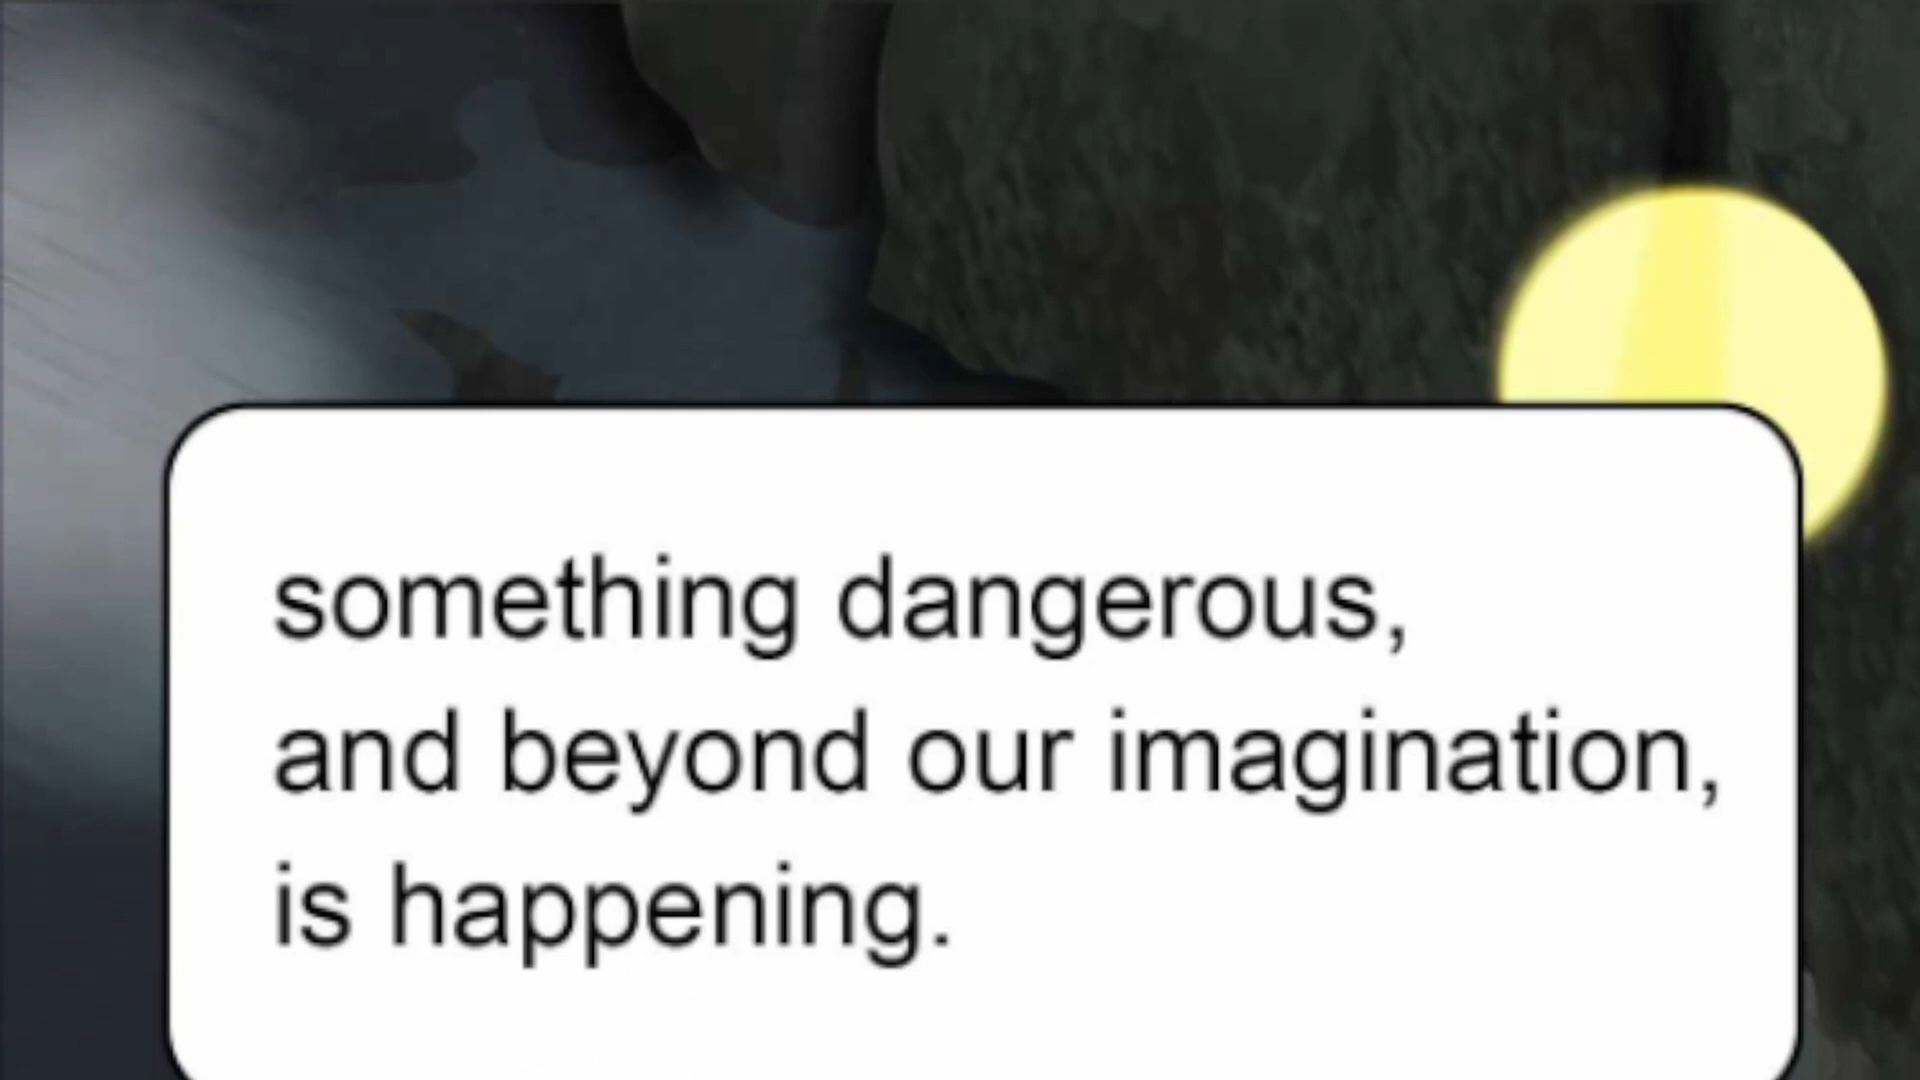 something dangerous,
and beyond our imagination,
is happening.